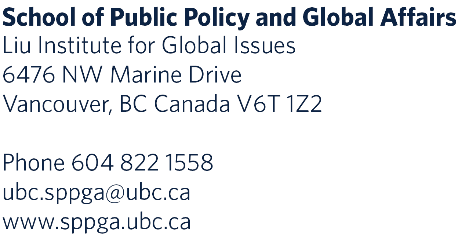 School of Public Policy and Global Affairs
Liu Institute for Global Issues
6476 NW Marine Drive
Vancouver, BC Canada V6T 1Z2
Phone 604 822 1558
ubc.sppga@ubc.ca
www.sppga.ubc.ca